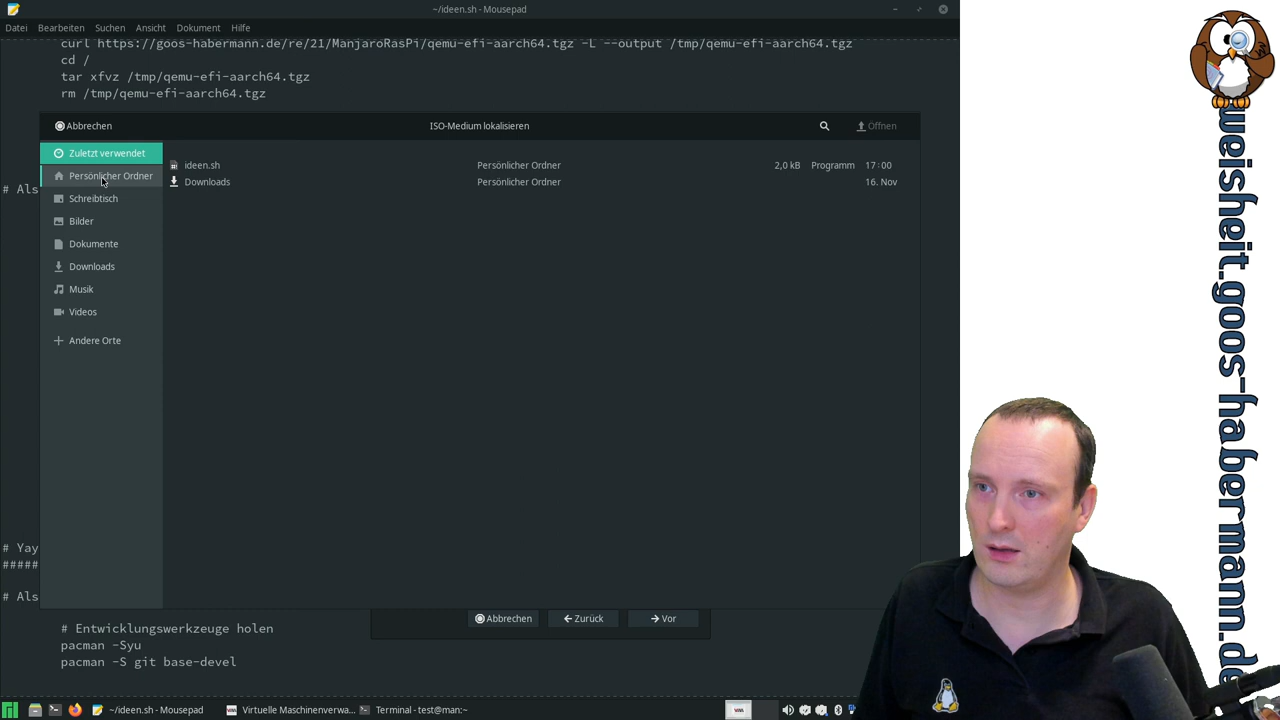 ~/ideen.sh - Mousepad
Datei Bearbeiten Suchen Ansicht Dokument Hilfe
curl https://goos-habermann.de/re/21/ManjaroRasPi/qemu-efi-aarch64.tgz -L --output /tmp/qemu-efi-aarch64.tgz
cd /
tar xfvz /tmp/qemu-efi-aarch64.tgz
rm /tmp/qemu-efi-aarch64.tgz
Abbrechen ISO-Medium lokalisieren Öffnen
Zuletzt verwendet
Persönlicher Ordner
Schreibtisch
Bilder
Dokumente
Downloads
Musik
Videos
Andere Orte
ideen.sh Persönlicher Ordner 2,0 kB Programm 17:00
Downloads Persönlicher Ordner 16. Nov
# Als
# Yay
#####
# Als
Abbrechen Zurück Vor
# Entwicklungswerkzeuge holen
pacman -Syu
pacman -S git base-devel
~/ideen.sh - Mousepad Virtuelle Maschinenverwa... Terminal - test@man:~
weisheit.goos-habermann.de